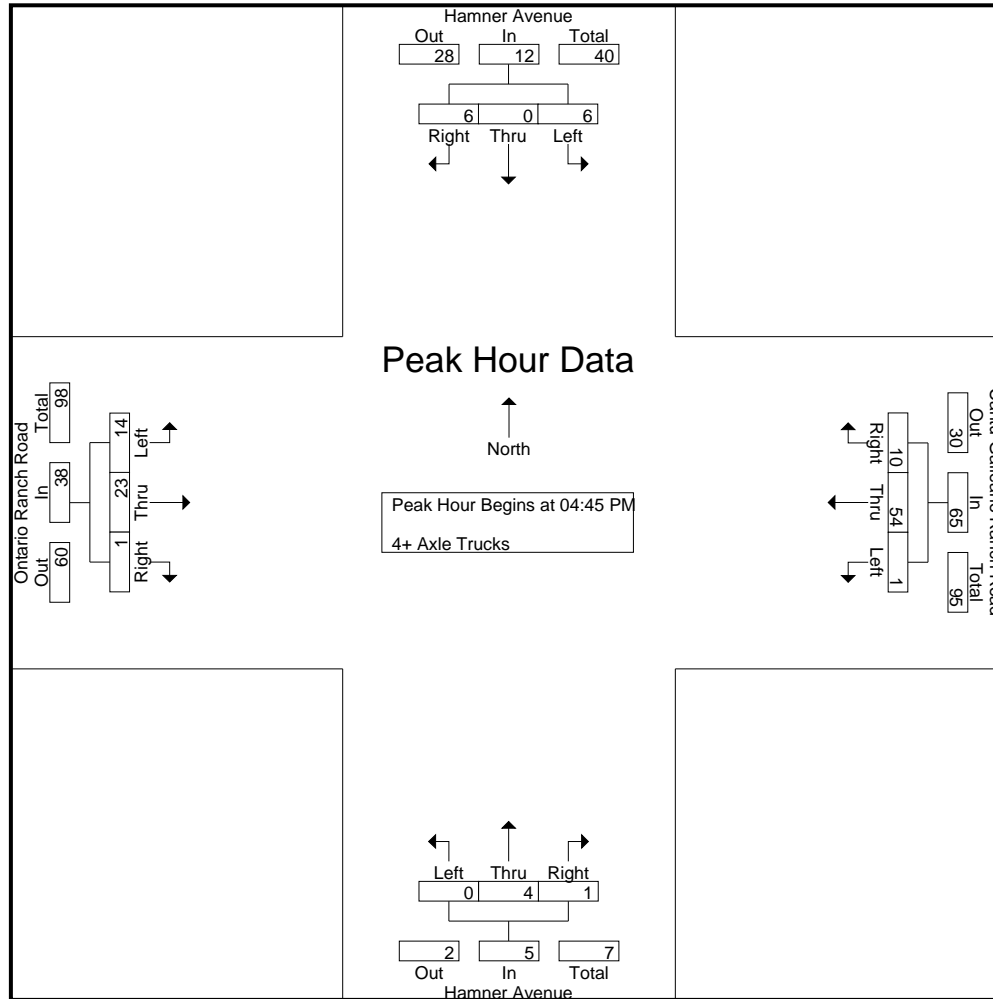 Hamner Avenue
Out In Total
28 12 40
6 0 6
Right Thru Left
Peak Hour Data
North
Peak Hour Begins at 04:45 PM
4+ Axle Trucks
Ontario Ranch Road
Total In Out
98 38 60
14 23 1
Left Thru Right
Right Thru Left
10 54 1
30 65 95
Out In Total
Ranch Road
Left Thru Right
0 4 1
2 5 7
Out In Total
Hamner Avenue